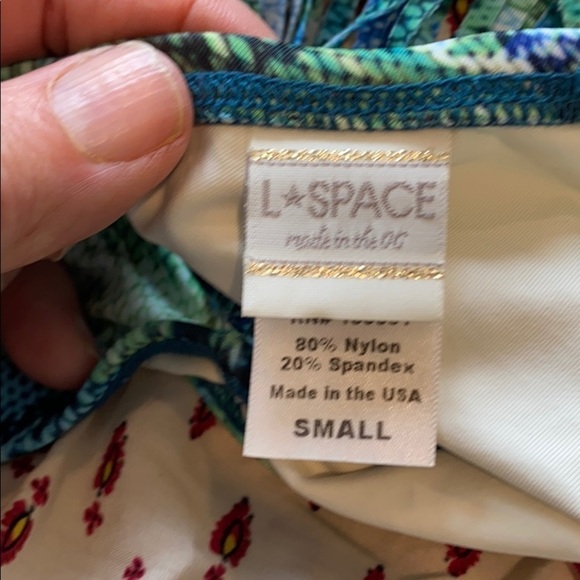 L★SPACE
made in the OC
80% Nylon
20% Spandex
Made in the USA
SMALL